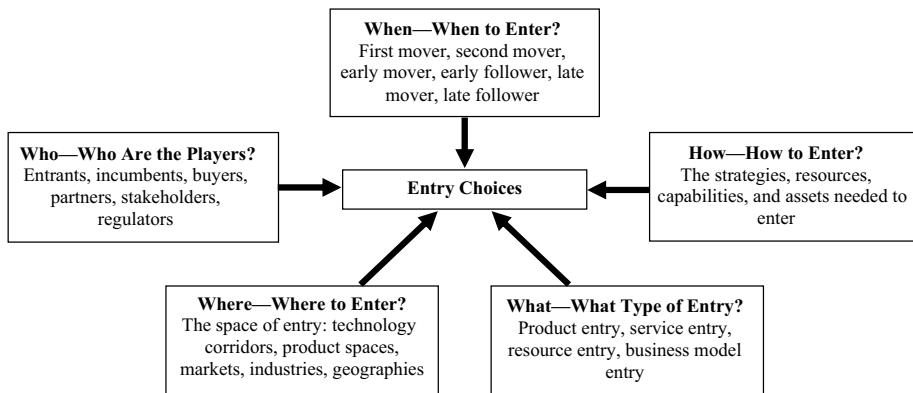 When—When to Enter?
First mover, second mover,
early mover, early follower, late
mover, late follower
Who—Who Are the Players?
Entrants, incumbents, buyers,
partners, stakeholders,
regulators
Entry Choices
How—How to Enter?
The strategies, resources,
capabilities, and assets needed to
enter
Where—Where to Enter?
The space of entry: technology
corridors, product spaces,
markets, industries, geographies
What—What Type of Entry?
Product entry, service entry,
resource entry, business model
entry